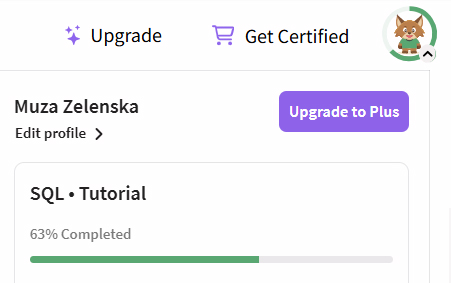 Upgrade
Get Certified
Muza Zelenska
Upgrade to Plus
Edit profile
SQL • Tutorial
63% Completed